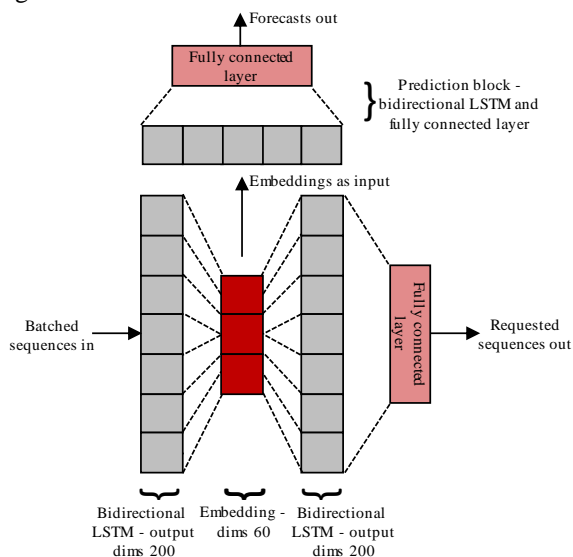 Forecasts out
Fully connected
layer
Prediction block -
bidirectional LSTM and
fully connected layer
Embeddings as input
Batched
sequences in
Fully connected
layer
Requested
sequences out
Bidirectional
LSTM - output
dims 200
Embedding -
dims 60
Bidirectional
LSTM - output
dims 200